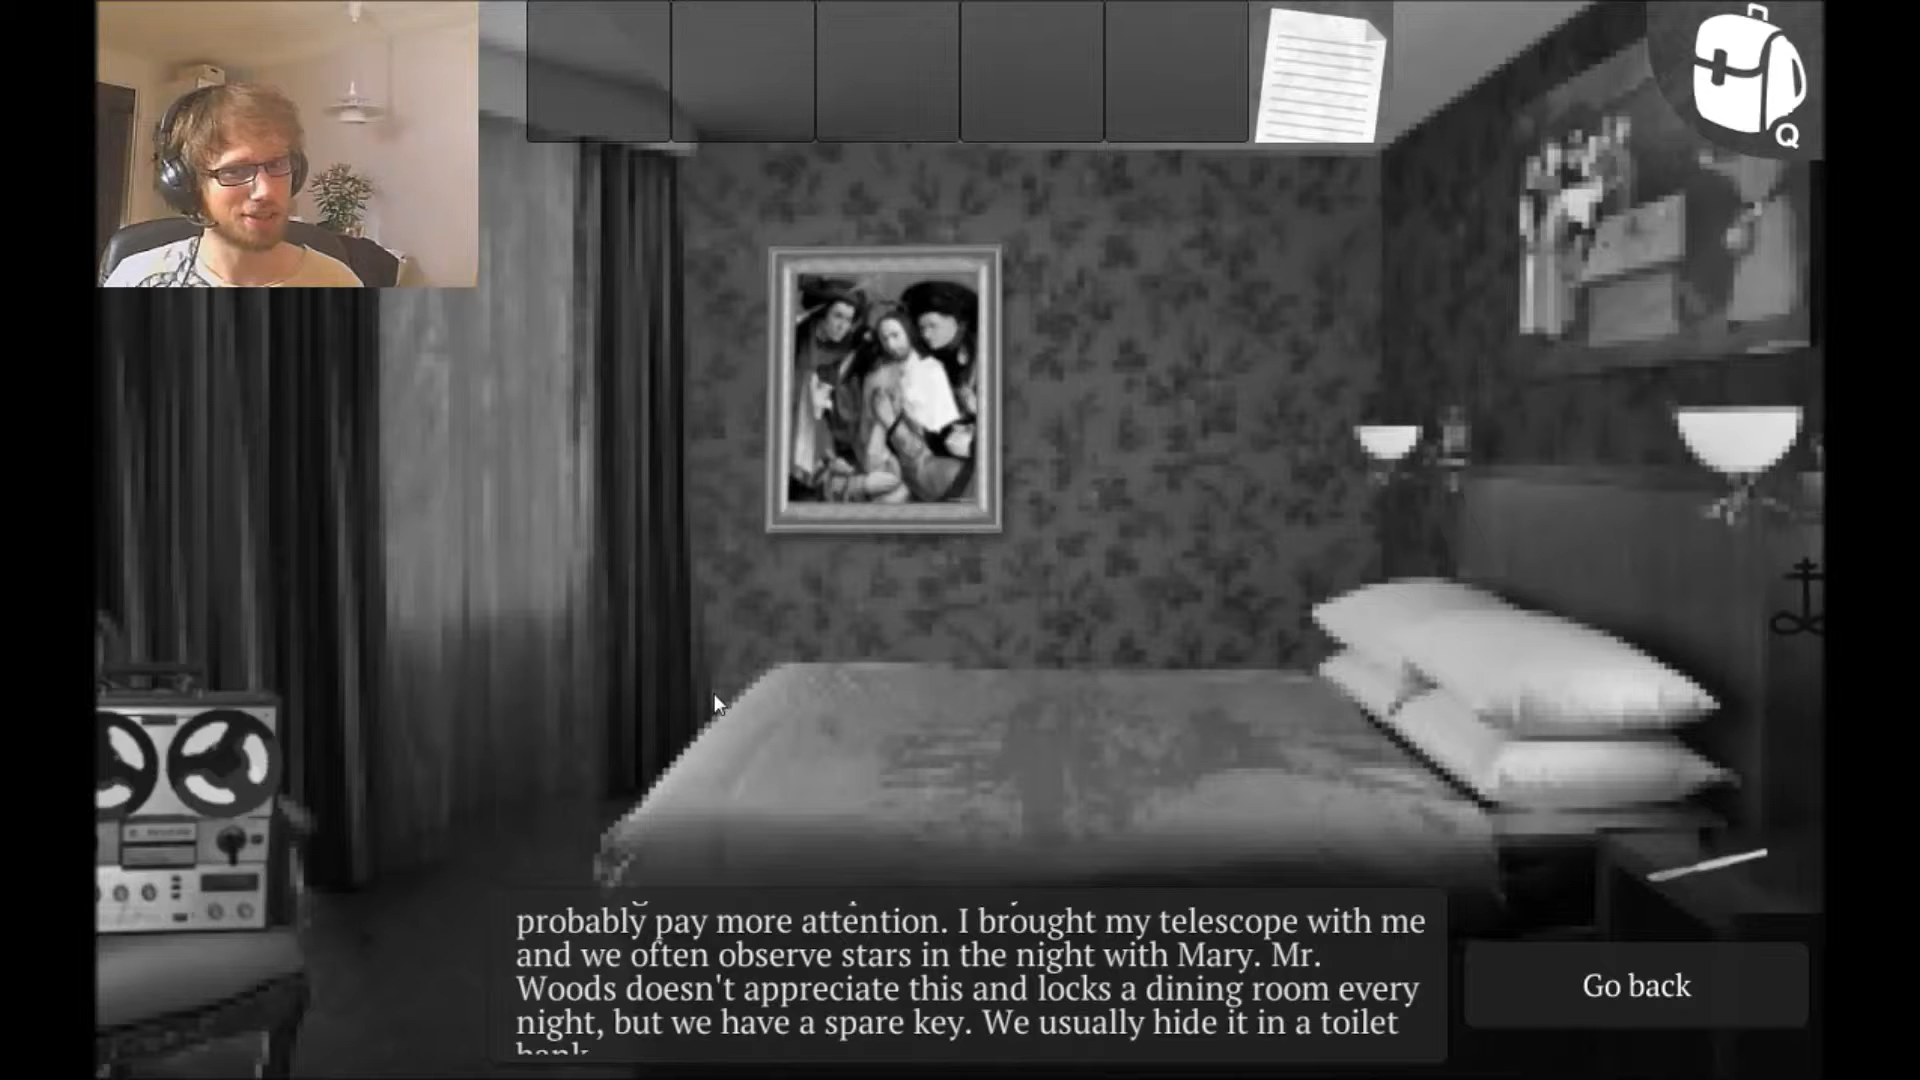 Q
probably pay more attention. I brought my telescope with me
and we often observe stars in the night with Mary. Mr.
Woods doesn't appreciate this and locks a dining room every
night, but we have a spare key. We usually hide it in a toilet
Go back